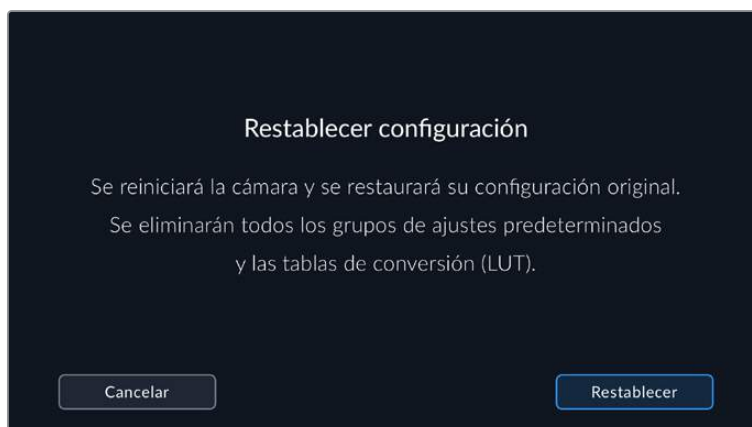 Restablecer configuración
Se reiniciará la cámara y se restaurará su configuración original.
Se eliminarán todos los grupos de ajustes predeterminados
y las tablas de conversión (LUT).
Cancelar
Restablecer